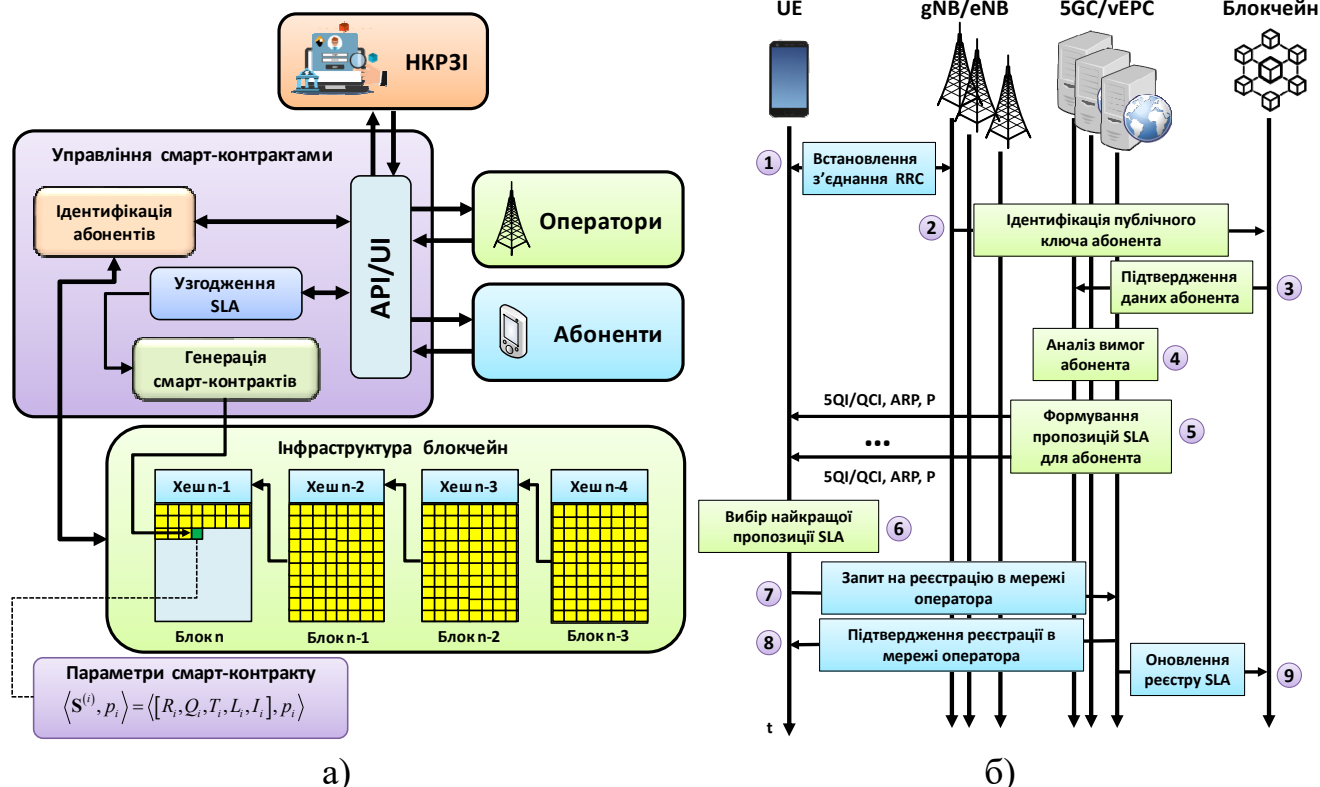 НКРЗІ
Управління смарт-контрактами
Ідентифікація
абонентів
Узгодження
SLA
Генерація
смарт-контрактів
API/UI
Оператори
Абоненти
Інфраструктура блокчейн
Хеш n-1
Хеш n-2
Хеш n-3
Хеш n-4
Блок n
Блок n-1
Блок n-2
Блок n-3
Параметри смарт-контракту
⟨S⁽ⁱ⁾, pᵢ⟩ = ⟨[Rᵢ, Qᵢ, Tᵢ, Lᵢ, Iᵢ], pᵢ⟩
а)
UE
gNB/eNB
5GC/vEPC
Блокчейн
1
Встановлення
з’єднання RRC
2
Ідентифікація публічного
ключа абонента
Підтвердження
даних абонента
3
Аналіз вимог
абонента
4
5QI/QCI, ARP, P
...
5QI/QCI, ARP, P
Формування
пропозицій SLA
для абонента
5
Вибір найкращої
пропозиції SLA
6
7
Запит на реєстрацію в мережі
оператора
8
Підтвердження реєстрації в
мережі оператора
Оновлення
реєстру SLA
9
t
б)